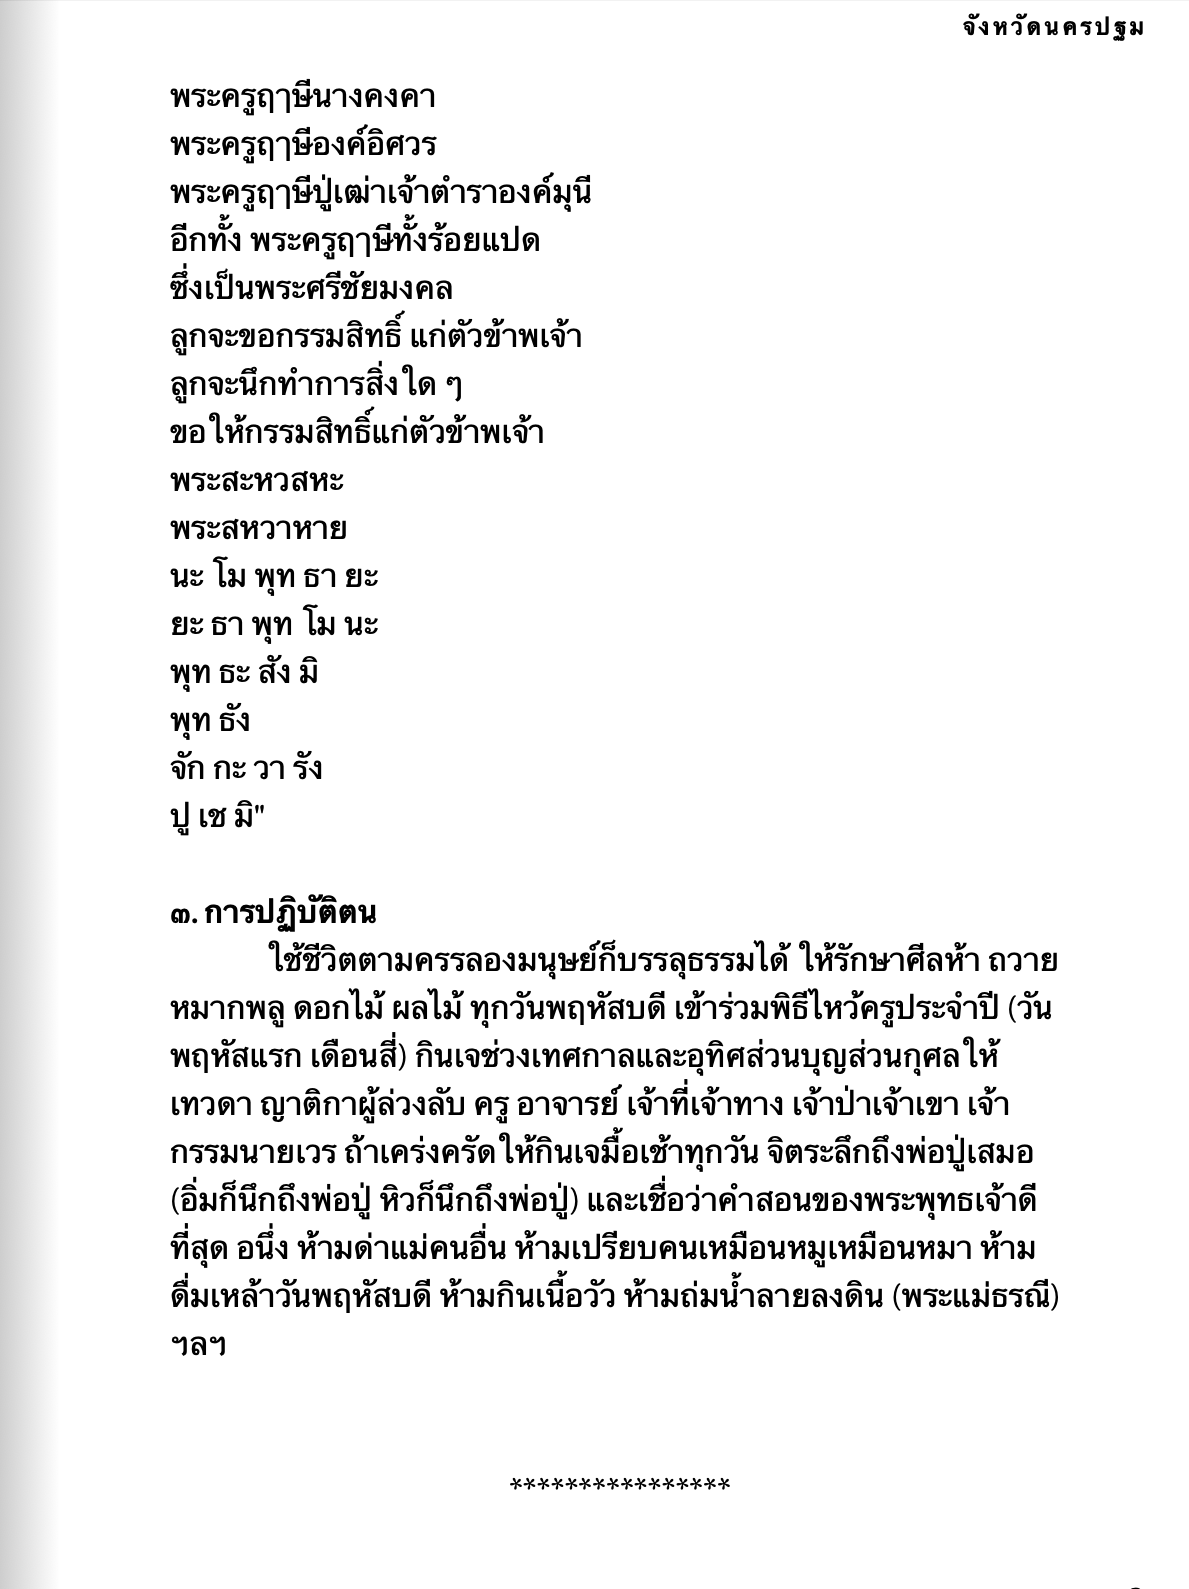 จังหวัดนครปฐม
พระครูฤๅษีนางคงคา
พระครูฤๅษีองค์อิศวร
พระครูฤๅษีปู่เฒ่าเจ้าตำราองค์มุนี
อีกทั้ง พระครูฤๅษีทั้งร้อยแปด
ซึ่งเป็นพระศรีชัยมงคล
ลูกจะขอกรรมสิทธิ์ แก่ตัวข้าพเจ้า
ลูกจะนึกทำการสิ่งใด ๆ
ขอให้กรรมสิทธิ์แก่ตัวข้าพเจ้า
พระสะหวสหะ
พระสหวาหาย
นะ โม พุท ธา ยะ
ยะ ธา พุท โม นะ
พุท ธะ สัง มิ
พุท ธัง
จัก กะ วา รัง
ปู เช มิ"
๓. การปฏิบัติตน
ใช้ชีวิตตามครรลองมนุษย์ก็บรรลุธรรมได้ ให้รักษาศีลห้า ถวาย
หมากพลู ดอกไม้ ผลไม้ ทุกวันพฤหัสบดี เข้าร่วมพิธีไหว้ครูประจำปี (วัน
พฤหัสแรก เดือนสี่) กินเจช่วงเทศกาลและอุทิศส่วนบุญส่วนกุศลให้
เทวดา ญาติกาผู้ล่วงลับ ครู อาจารย์ เจ้าที่เจ้าทาง เจ้าป่าเจ้าเขา เจ้า
กรรมนายเวร ถ้าเคร่งครัดให้กินเจมื้อเช้าทุกวัน จิตระลึกถึงพ่อปู่เสมอ
(อิ่มก็นึกถึงพ่อปู่ หิวก็นึกถึงพ่อปู่) และเชื่อว่าคำสอนของพระพุทธเจ้าดี
ที่สุด อนึ่ง ห้ามด่าแม่คนอื่น ห้ามเปรียบคนเหมือนหมูเหมือนหมา ห้าม
ดื่มเหล้าวันพฤหัสบดี ห้ามกินเนื้อวัว ห้ามถ่มน้ำลายลงดิน (พระแม่ธรณี)
ฯลฯ
****************